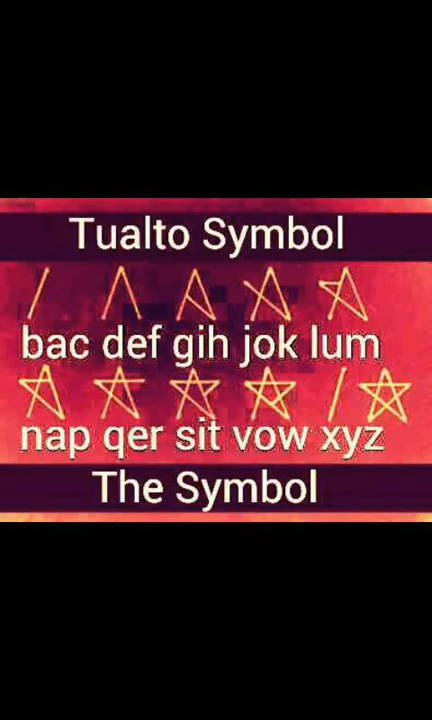 Tualto Symbol
bac def gih jok lum
nap qer sit vow xyz
The Symbol